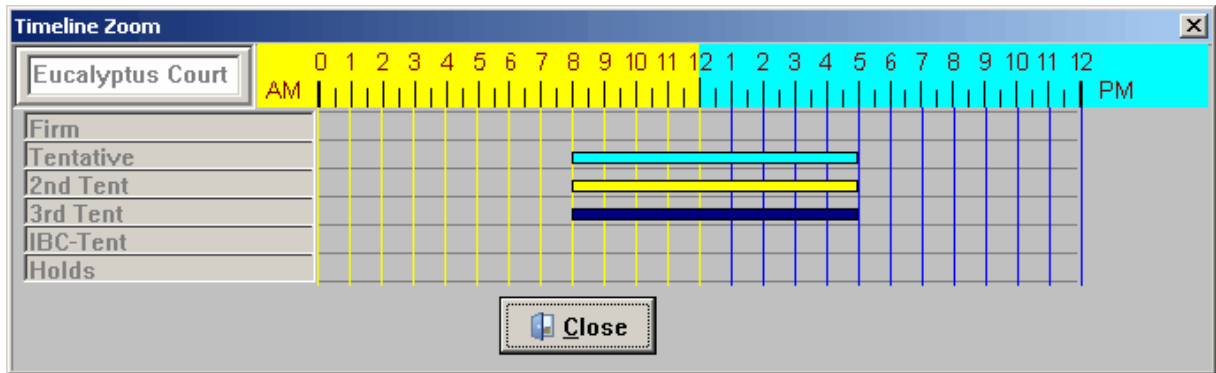 Timeline Zoom
Eucalyptus Court
AM 0 1 2 3 4 5 6 7 8 9 10 11 12 1 2 3 4 5 6 7 8 9 10 11 12 PM
Firm
Tentative
2nd Tent
3rd Tent
IBC-Tent
Holds
Close